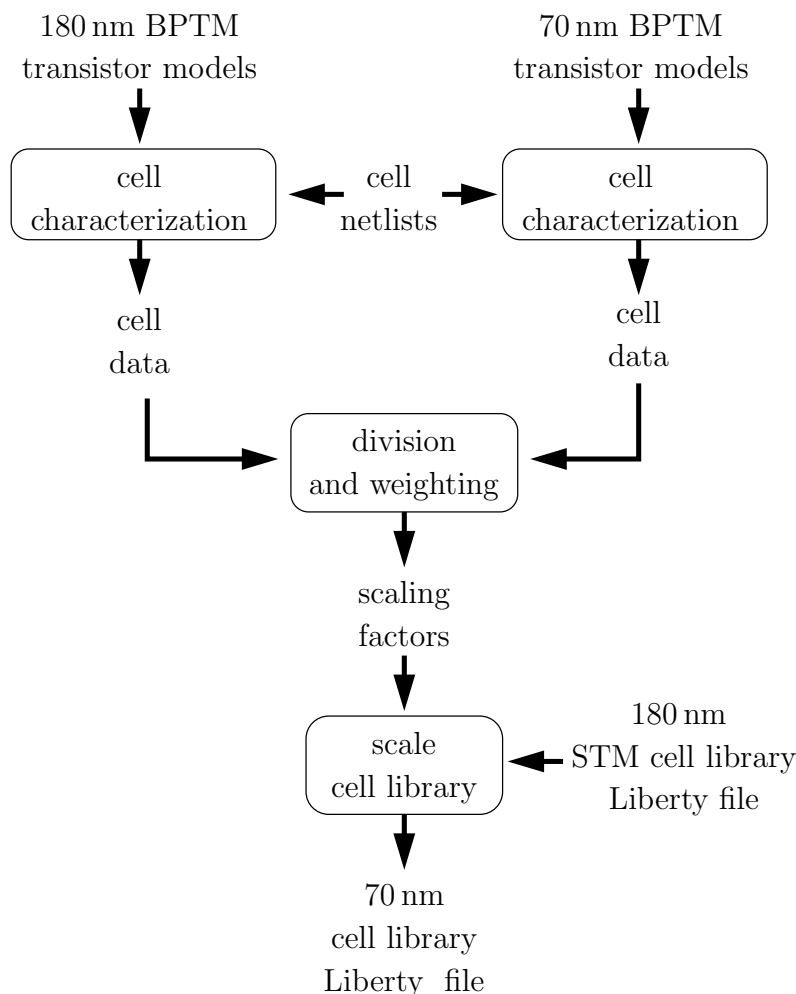 180 nm BPTM
transistor models
70 nm BPTM
transistor models
cell
characterization
cell
netlists
cell
characterization
cell
data
cell
data
division
and weighting
scaling
factors
scale
cell library
180 nm
STM cell library
Liberty file
70 nm
cell library
Liberty file